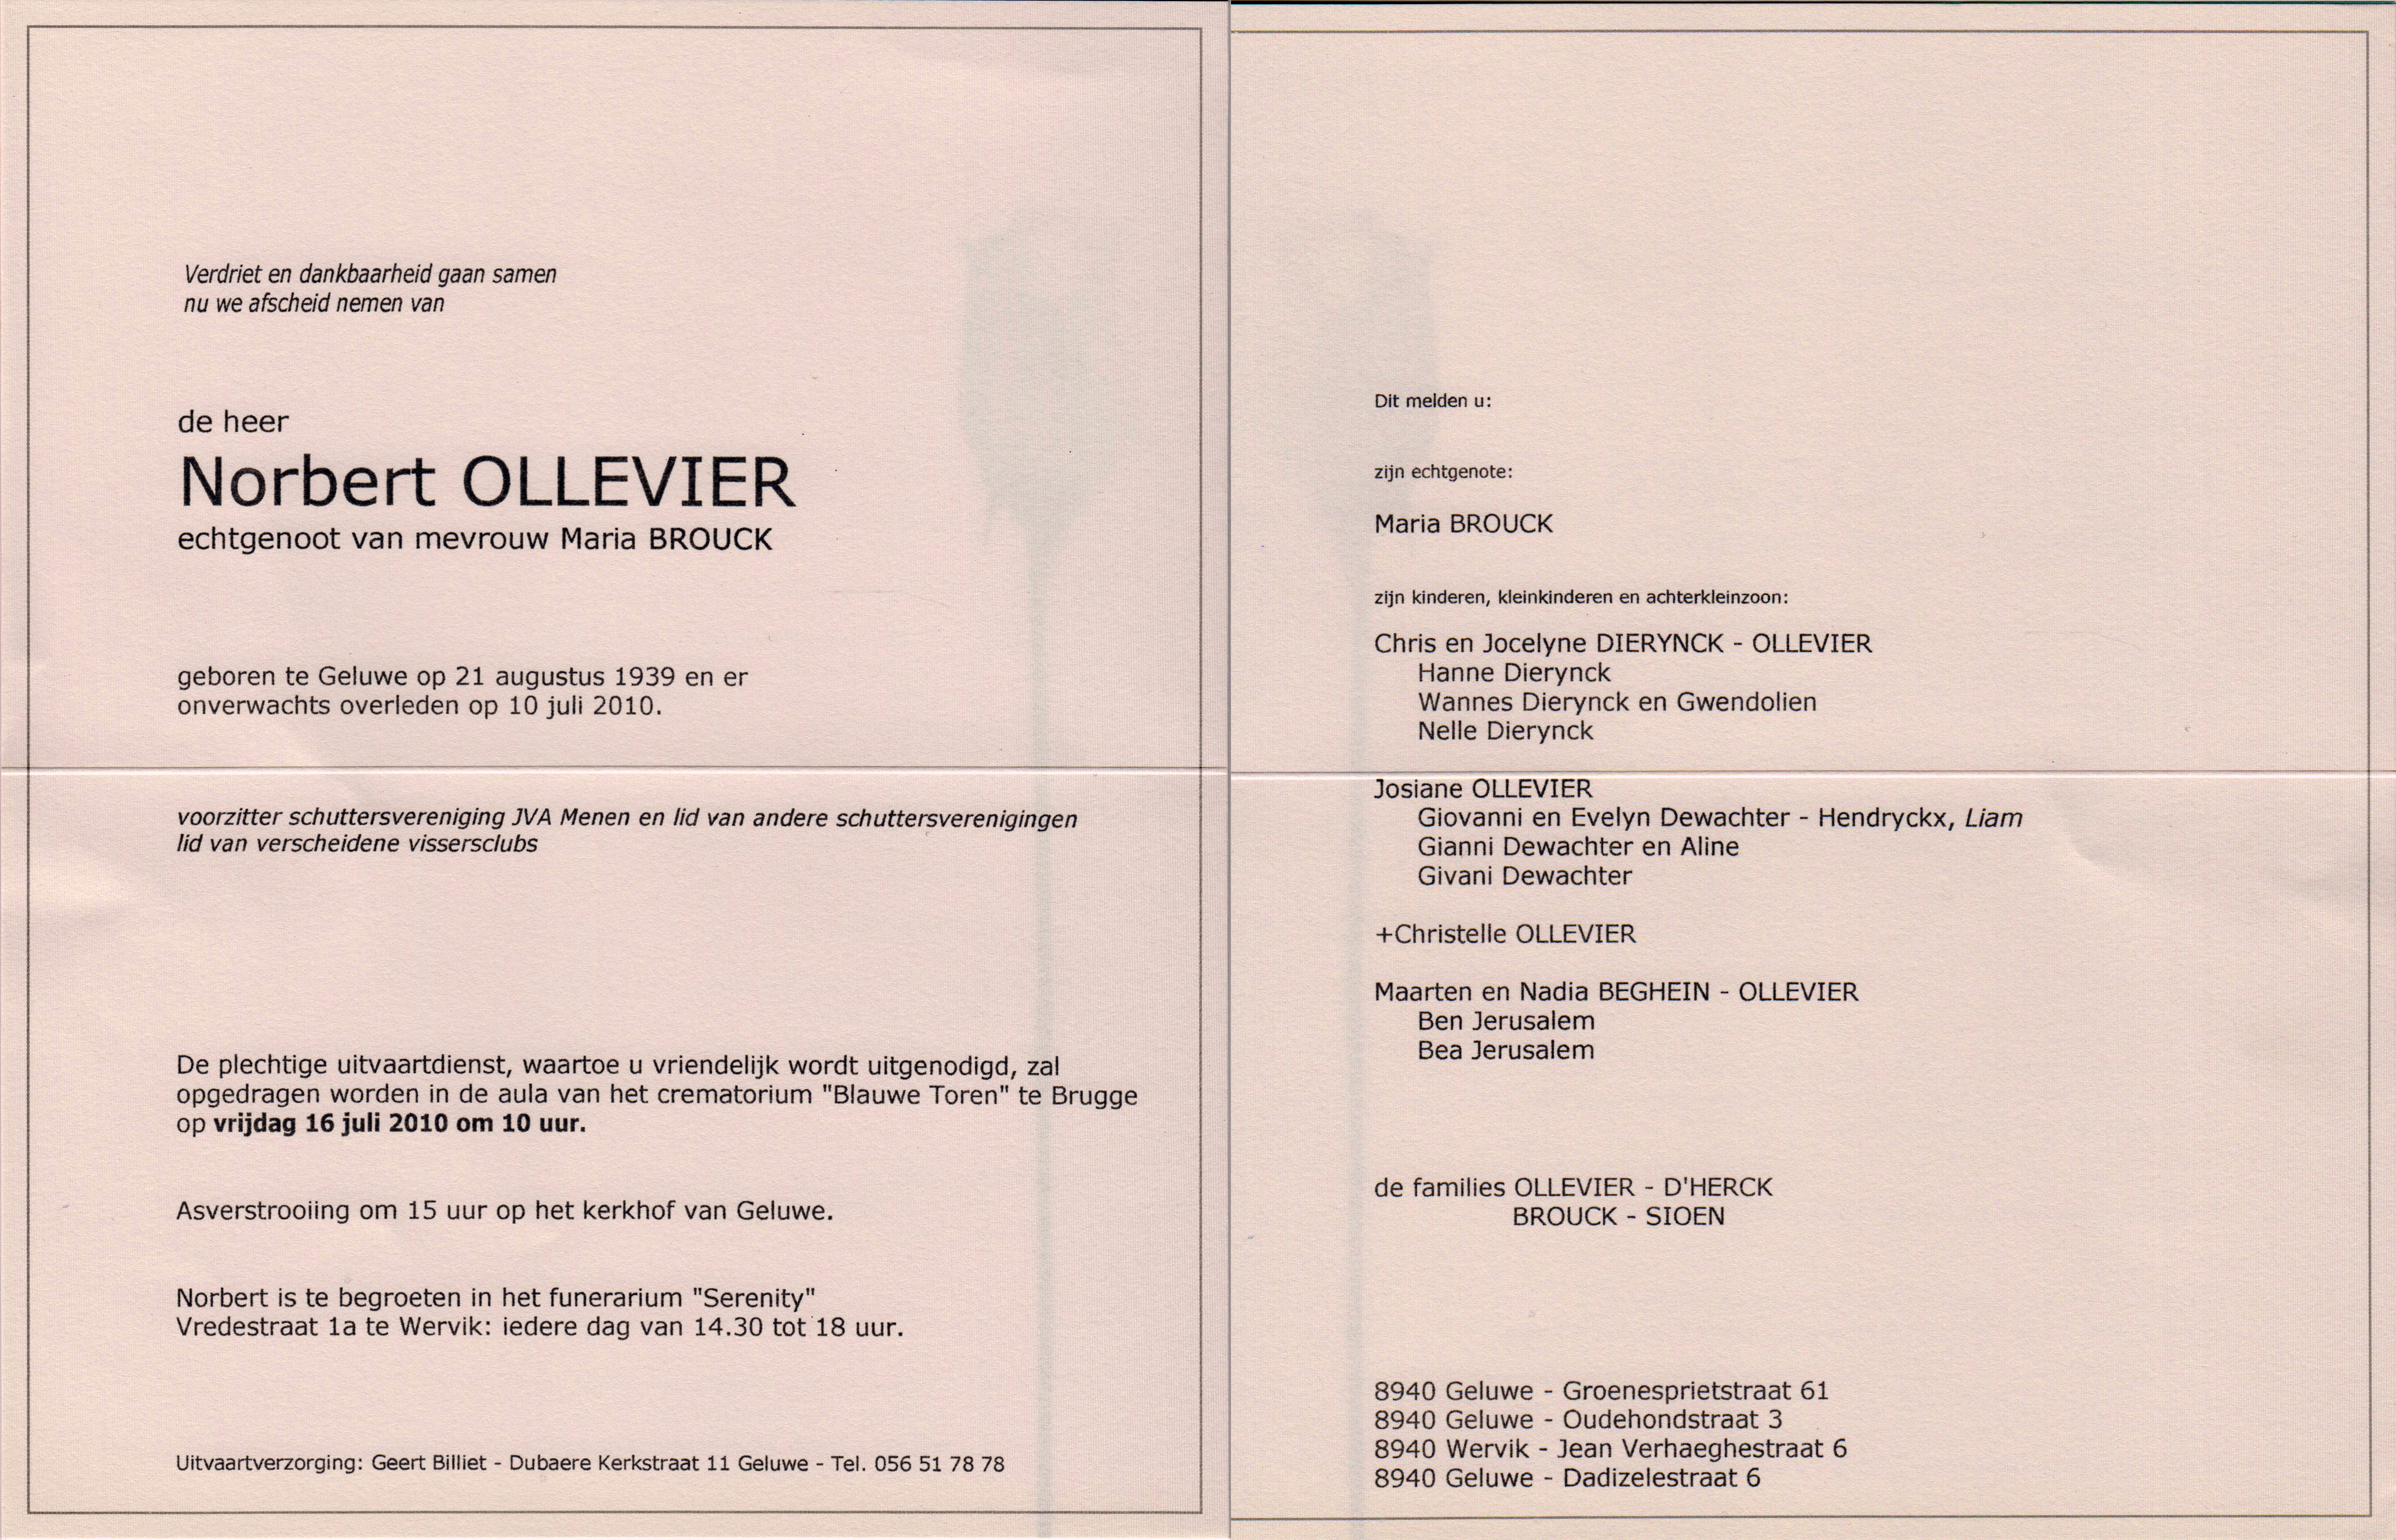 Verdriet en dankbaarheid gaan samen
nu we afscheid nemen van
de heer
Norbert OLLEVIER
echtgenoot van mevrouw Maria BROUCK
geboren te Geluwe op 21 augustus 1939 en er
onverwachts overleden op 10 juli 2010.
voorzitter schuttersvereniging JVA Menen en lid van andere schuttersverenigingen
lid van verscheidene vissersclubs
De plechtige uitvaartdienst, waartoe u vriendelijk wordt uitgenodigd, zal
opgedragen worden in de aula van het crematorium "Blauwe Toren" te Brugge
op vrijdag 16 juli 2010 om 10 uur.
Asverstrooiing om 15 uur op het kerkhof van Geluwe.
Norbert is te begroeten in het funerarium "Serenity"
Vredestraat 1a te Wervik: iedere dag van 14.30 tot 18 uur.
Uitvaartverzorging: Geert Billiet - Dubaere Kerkstraat 11 Geluwe - Tel. 056 51 78 78
Dit melden u:
zijn echtgenote:
Maria BROUCK
zijn kinderen, kleinkinderen en achterkleinzoon:
Chris en Jocelyne DIERYNCK - OLLEVIER
Hanne Dierynck
Wannes Dierynck en Gwendolien
Nelle Dierynck
Josiane OLLEVIER
Giovanni en Evelyn Dewachter - Hendryckx, Liam
Gianni Dewachter en Aline
Givani Dewachter
+Christelle OLLEVIER
Maarten en Nadia BEGHEIN - OLLEVIER
Ben Jerusalem
Bea Jerusalem
de families OLLEVIER - D'HERCK
BROUCK - SIOEN
8940 Geluwe - Groenesprietstraat 61
8940 Geluwe - Oudehondstraat 3
8940 Wervik - Jean Verhaeghestraat 6
8940 Geluwe - Dadizelestraat 6